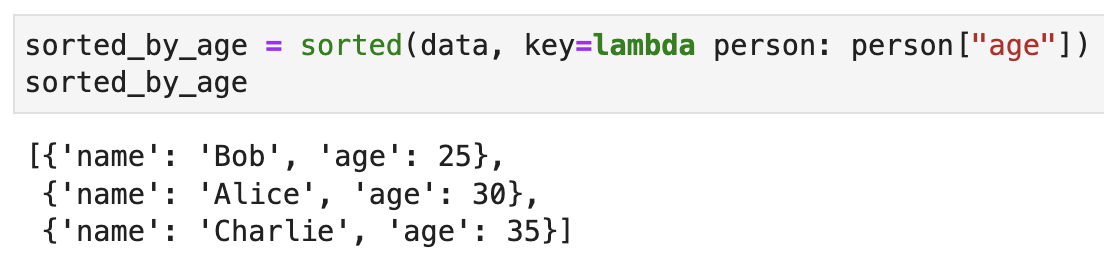 sorted_by_age = sorted(data, key=lambda person: person["age"])
sorted_by_age
[{'name': 'Bob', 'age': 25},
 {'name': 'Alice', 'age': 30},
 {'name': 'Charlie', 'age': 35}]